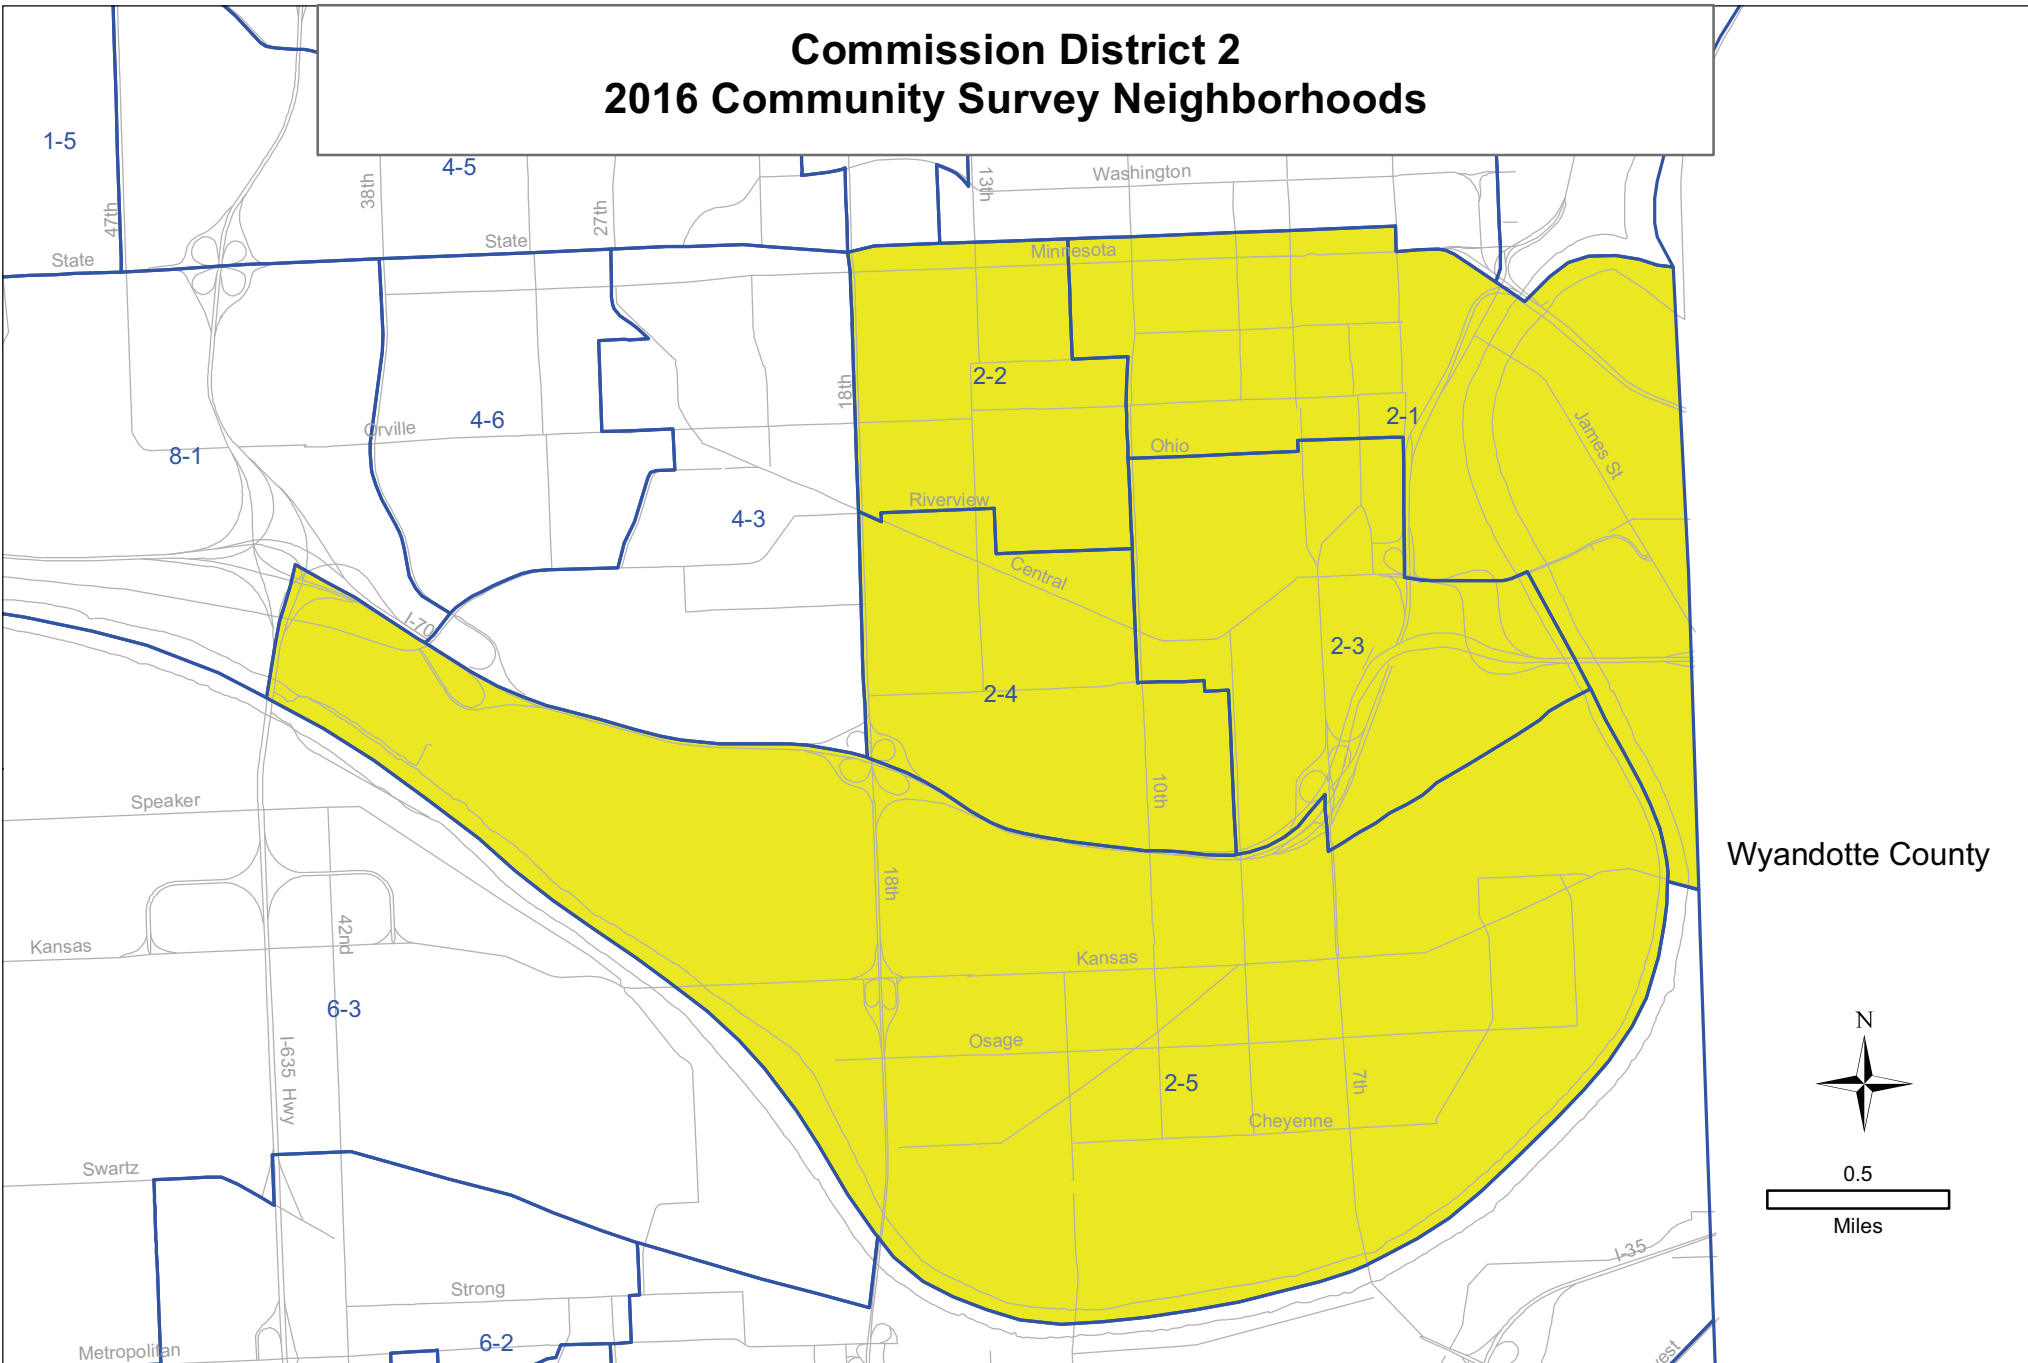 Commission District 2
2016 Community Survey Neighborhoods
1-5
4-5
Washington
38th
27th
13th
47th
State
State
Minnesota
18th
2-2
2-1
James St
Orville
4-6
8-1
Ohio
Riverview
4-3
Central
I-70
2-3
2-4
10th
Speaker
Wyandotte County
18th
42nd
Kansas
Kansas
6-3
N
I-635 Hwy
Osage
2-5
7th
Cheyenne
Swartz
0.5
Miles
I-35
Strong
6-2
Metropolitan